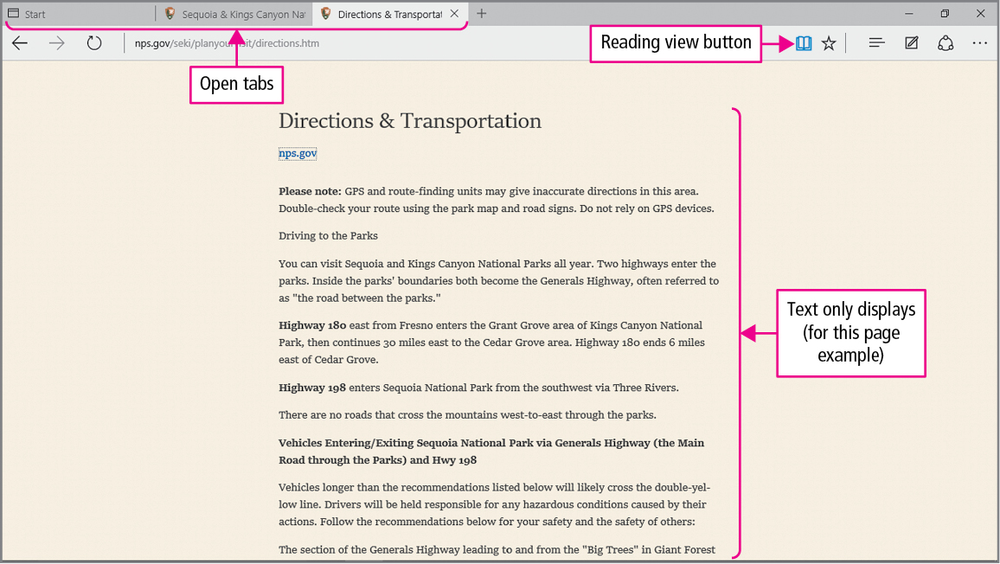 Start
Sequoia & Kings Canyon Nat
Directions & Transportat
nps.gov/seki/planyour visit/directions.htm
Reading view button
Open tabs
Directions & Transportation
nps.gov
Please note: GPS and route-finding units may give inaccurate directions in this area.
Double-check your route using the park map and road signs. Do not rely on GPS devices.
Driving to the Parks
You can visit Sequoia and Kings Canyon National Parks all year. Two highways enter the
parks. Inside the parks' boundaries both become the Generals Highway, often referred to
as "the road between the parks."
Highway 180 east from Fresno enters the Grant Grove area of Kings Canyon National
Park, then continues 30 miles east to the Cedar Grove area. Highway 180 ends 6 miles
east of Cedar Grove.
Highway 198 enters Sequoia National Park from the southwest via Three Rivers.
There are no roads that cross the mountains west-to-east through the parks.
Vehicles Entering/Exiting Sequoia National Park via Generals Highway (the Main
Road through the Parks) and Hwy 198
Vehicles longer than the recommendations listed below will likely cross the double-yel-
low line. Drivers will be held responsible for any hazardous conditions caused by their
actions. Follow the recommendations below for your safety and the safety of others:
The section of the Generals Highway leading to and from the "Big Trees" in Giant Forest
Text only displays
(for this page
example)